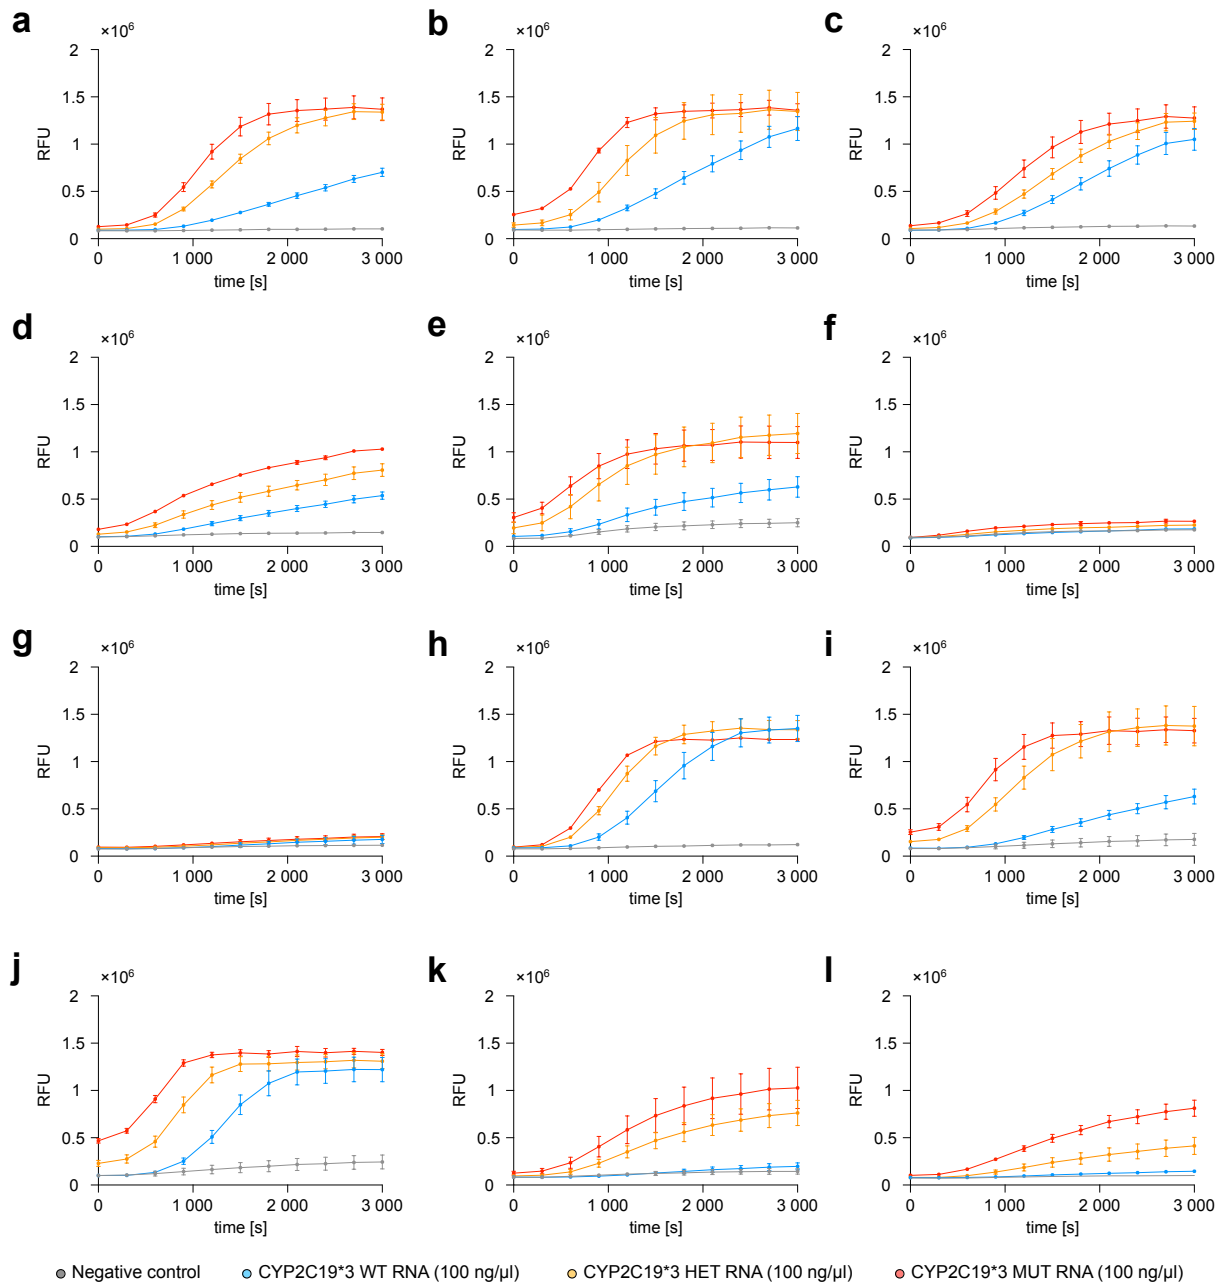 a b c
×10⁶ ×10⁶ ×10⁶
2 2 2
1.5 1.5 1.5
RFU RFU RFU
1 1 1
0.5 0.5 0.5
0 0 0
0 1 000 2 000 3 000 0 1 000 2 000 3 000 0 1 000 2 000 3 000
time [s] time [s] time [s]
d e f
×10⁶ ×10⁶ ×10⁶
2 2 2
1.5 1.5 1.5
RFU RFU RFU
1 1 1
0.5 0.5 0.5
0 0 0
0 1 000 2 000 3 000 0 1 000 2 000 3 000 0 1 000 2 000 3 000
time [s] time [s] time [s]
g h i
×10⁶ ×10⁶ ×10⁶
2 2 2
1.5 1.5 1.5
RFU RFU RFU
1 1 1
0.5 0.5 0.5
0 0 0
0 1 000 2 000 3 000 0 1 000 2 000 3 000 0 1 000 2 000 3 000
time [s] time [s] time [s]
j k l
×10⁶ ×10⁶ ×10⁶
2 2 2
1.5 1.5 1.5
RFU RFU RFU
1 1 1
0.5 0.5 0.5
0 0 0
0 1 000 2 000 3 000 0 1 000 2 000 3 000 0 1 000 2 000 3 000
time [s] time [s] time [s]
Negative control CYP2C19*3 WT RNA (100 ng/µl) CYP2C19*3 HET RNA (100 ng/µl) CYP2C19*3 MUT RNA (100 ng/µl)